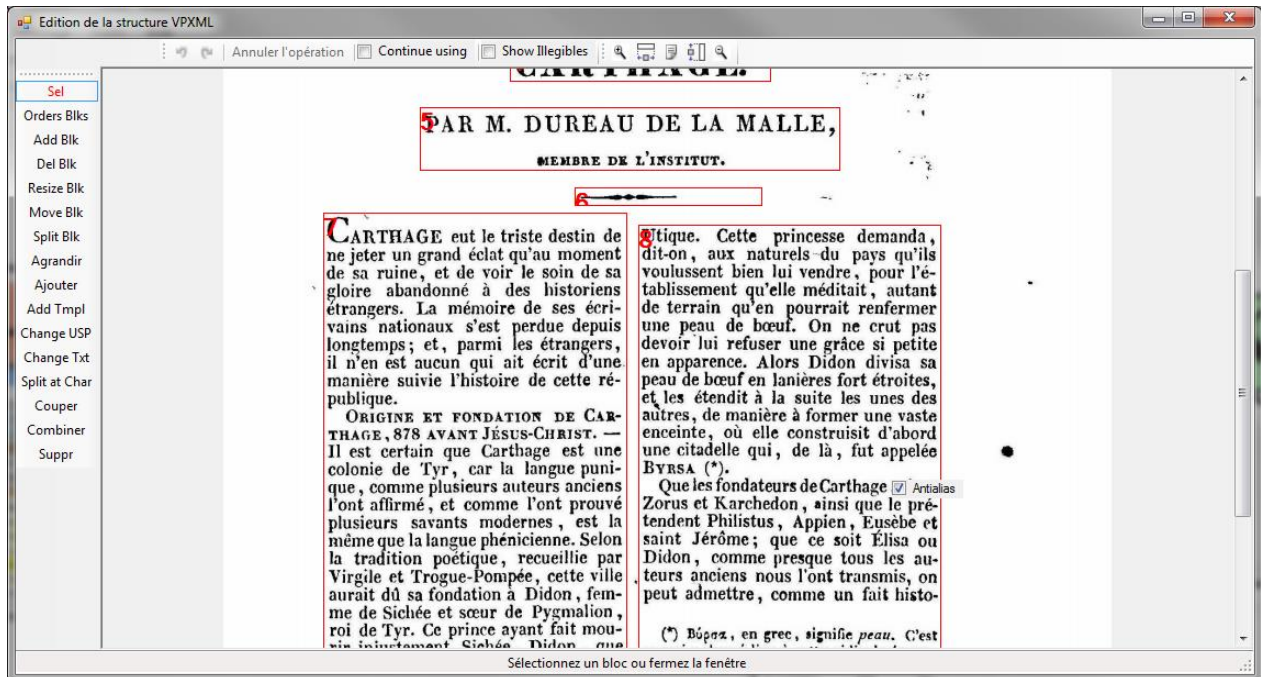 Edition de la structure VPXML
Annuler l'opération Continue using Show Illegibles
Sel
Orders Blks
Add Blk
Del Blk
Resize Blk
Move Blk
Split Blk
Agrandir
Ajouter
Add Tmpl
Change USP
Change Txt
Split at Char
Couper
Combiner
Suppr
CARTHAGE.
5
PAR M. DUREAU DE LA MALLE,
MEMBRE DE L'INSTITUT.
6
7
CARTHAGE eut le triste destin de
ne jeter un grand éclat qu'au moment
de sa ruine, et de voir le soin de sa
gloire abandonné à des historiens
étrangers. La mémoire de ses écri-
vains nationaux s'est perdue depuis
longtemps; et, parmi les étrangers,
il n'en est aucun qui ait écrit d'une
manière suivie l'histoire de cette ré-
publique.
ORIGINE ET FONDATION DE CAR-
THAGE, 878 AVANT JÉSUS-CHRIST. —
Il est certain que Carthage est une
colonie de Tyr, car la langue puni-
que, comme plusieurs auteurs anciens
l'ont affirmé, et comme l'ont prouvé
plusieurs savants modernes, est la
même que la langue phénicienne. Selon
la tradition poétique, recueillie par
Virgile et Trogue-Pompée, cette ville
aurait dû sa fondation à Didon, fem-
me de Sichée et sœur de Pygmalion,
roi de Tyr. Ce prince ayant fait mou-
rir injustement Sichée, Didon, que
8
Utique. Cette princesse demanda,
dit-on, aux naturels du pays qu'ils
voulussent bien lui vendre, pour l'é-
tablissement qu'elle méditait, autant
de terrain qu'en pourrait renfermer
une peau de bœuf. On ne crut pas
devoir lui refuser une grâce si petite
en apparence. Alors Didon divisa sa
peau de bœuf en lanières fort étroites,
et les étendit à la suite les unes des
autres, de manière à former une vaste
enceinte, où elle construisit d'abord
une citadelle qui, de là, fut appelée
BYRSA (*).
Que les fondateurs de Carthage
Antialias
Zorus et Karchedon, ainsi que le pré-
tendent Philistus, Appien, Eusèbe et
saint Jérôme; que ce soit Élisa ou
Didon, comme presque tous les au-
teurs anciens nous l'ont transmis, on
peut admettre, comme un fait histo-
(*) Βύρσα, en grec, signifie peau. C'est
Sélectionnez un bloc ou fermez la fenêtre